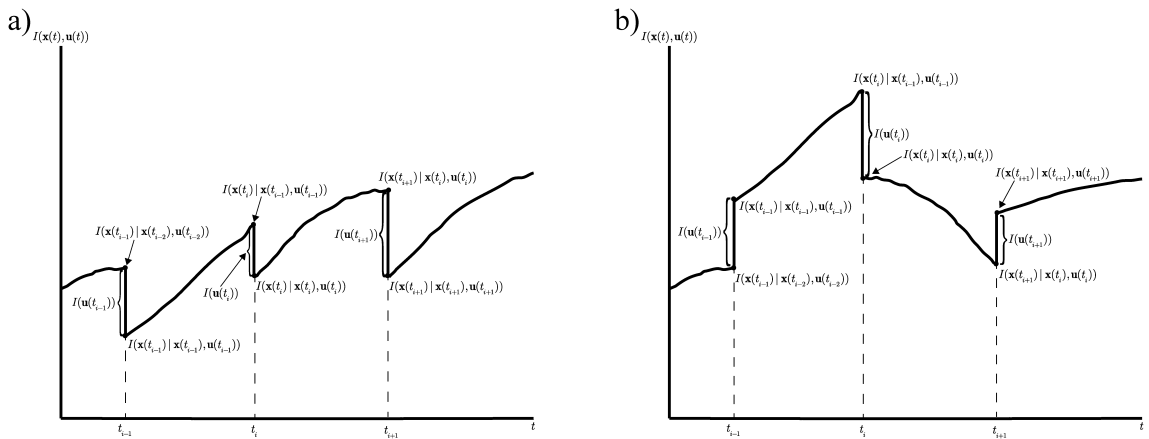 a)
I(x(t),u(t))
I(x(t_{i-1}) | x(t_{i-2}),u(t_{i-2}))
I(x(t_i) | x(t_{i-1}),u(t_{i-1}))
I(x(t_{i+1}) | x(t_i),u(t_i))
I(u(t_{i-1}))
I(u(t_i))
I(u(t_{i+1}))
I(x(t_{i-1}) | x(t_{i-1}),u(t_{i-1}))
I(x(t_i) | x(t_i),u(t_i))
I(x(t_{i+1}) | x(t_{i+1}),u(t_{i+1}))
t_{i-1}
t_i
t_{i+1}
t
b)
I(x(t),u(t))
I(x(t_i) | x(t_{i-1}),u(t_{i-1}))
I(u(t_i))
I(x(t_i) | x(t_i),u(t_i))
I(x(t_{i+1}) | x(t_{i+1}),u(t_{i+1}))
I(x(t_{i-1}) | x(t_{i-1}),u(t_{i-1}))
I(u(t_{i-1}))
I(u(t_{i+1}))
I(x(t_{i-1}) | x(t_{i-2}),u(t_{i-2}))
I(x(t_{i+1}) | x(t_i),u(t_i))
t_{i-1}
t_i
t_{i+1}
t